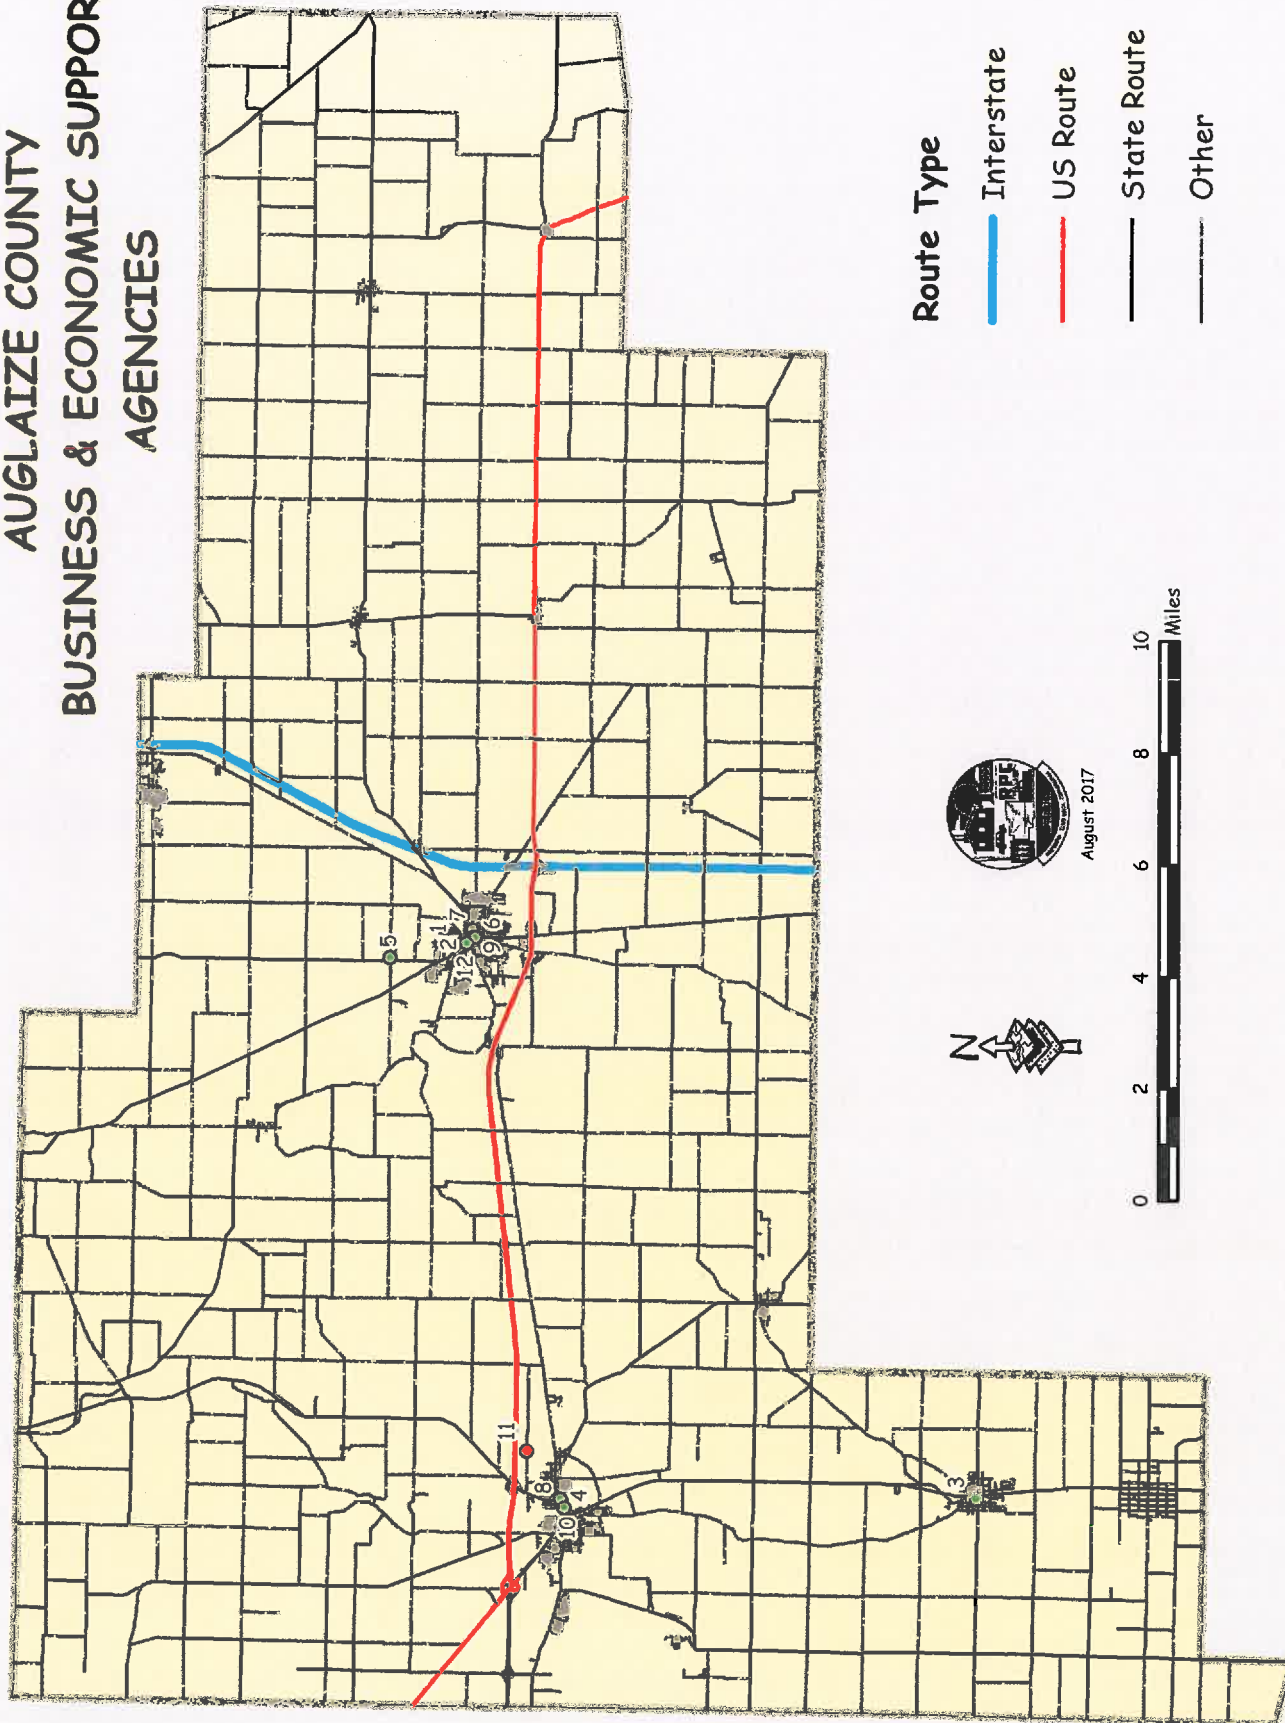 AUGLAIZE COUNTY
BUSINESS & ECONOMIC SUPPOR
AGENCIES
5
2 1
7
12
9
6
11
8
4
10
3
Route Type
Interstate
US Route
State Route
Other
N
RPC
August 2017
0 2 4 6 8 10
Miles